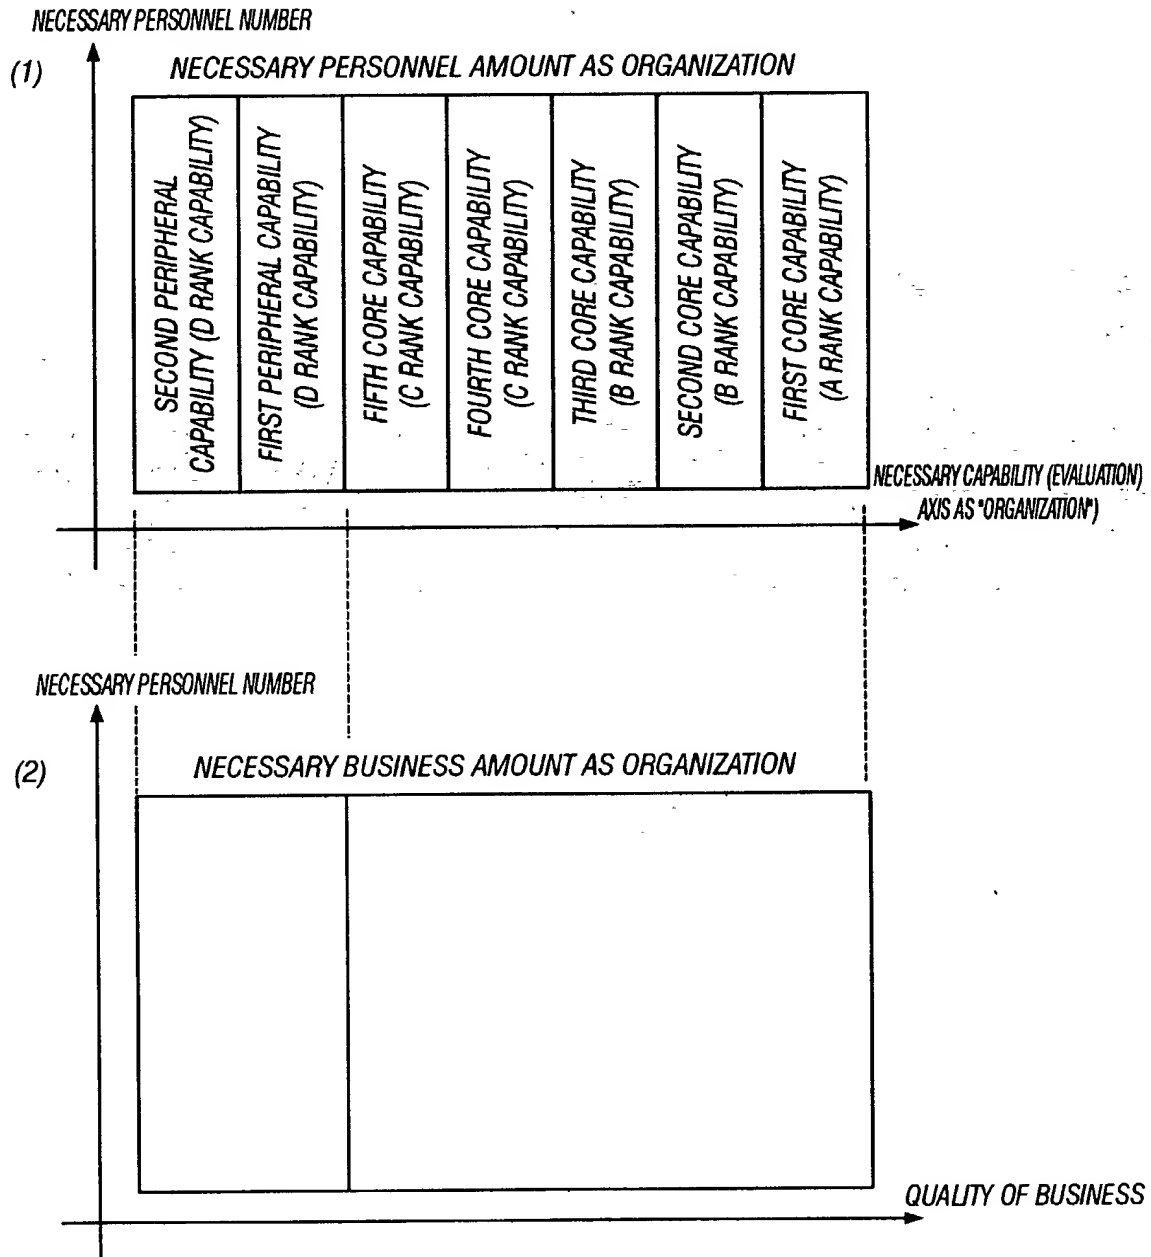 NECESSARY PERSONNEL NUMBER
(1)
NECESSARY PERSONNEL AMOUNT AS ORGANIZATION
SECOND PERIPHERAL
CAPABILITY (D RANK CAPABILITY)
FIRST PERIPHERAL CAPABILITY
(D RANK CAPABILITY)
FIFTH CORE CAPABILITY
(C RANK CAPABILITY)
FOURTH CORE CAPABILITY
(C RANK CAPABILITY)
THIRD CORE CAPABILITY
(B RANK CAPABILITY)
SECOND CORE CAPABILITY
(B RANK CAPABILITY)
FIRST CORE CAPABILITY
(A RANK CAPABILITY)
NECESSARY CAPABILITY (EVALUATION)
AXIS AS "ORGANIZATION")
NECESSARY PERSONNEL NUMBER
(2)
NECESSARY BUSINESS AMOUNT AS ORGANIZATION
QUALITY OF BUSINESS